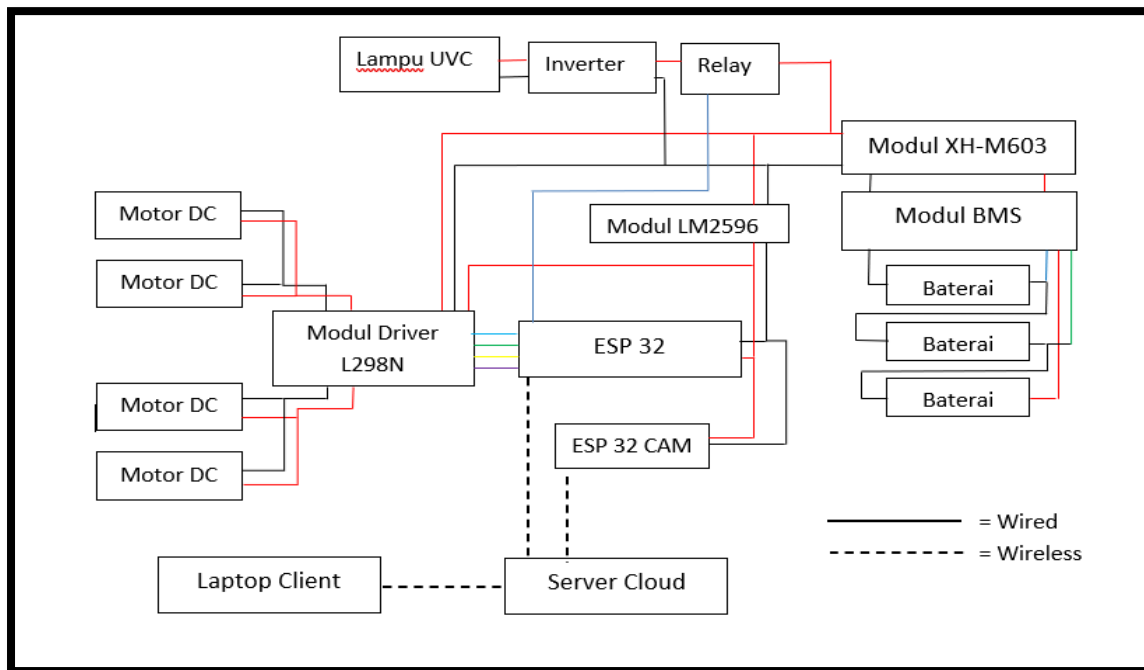 Lampu UVC
Inverter
Relay
Modul XH-M603
Motor DC
Modul BMS
Modul LM2596
Motor DC
Baterai
Modul Driver
L298N
ESP 32
Baterai
Motor DC
Baterai
ESP 32 CAM
Motor DC
= Wired
= Wireless
Laptop Client
Server Cloud